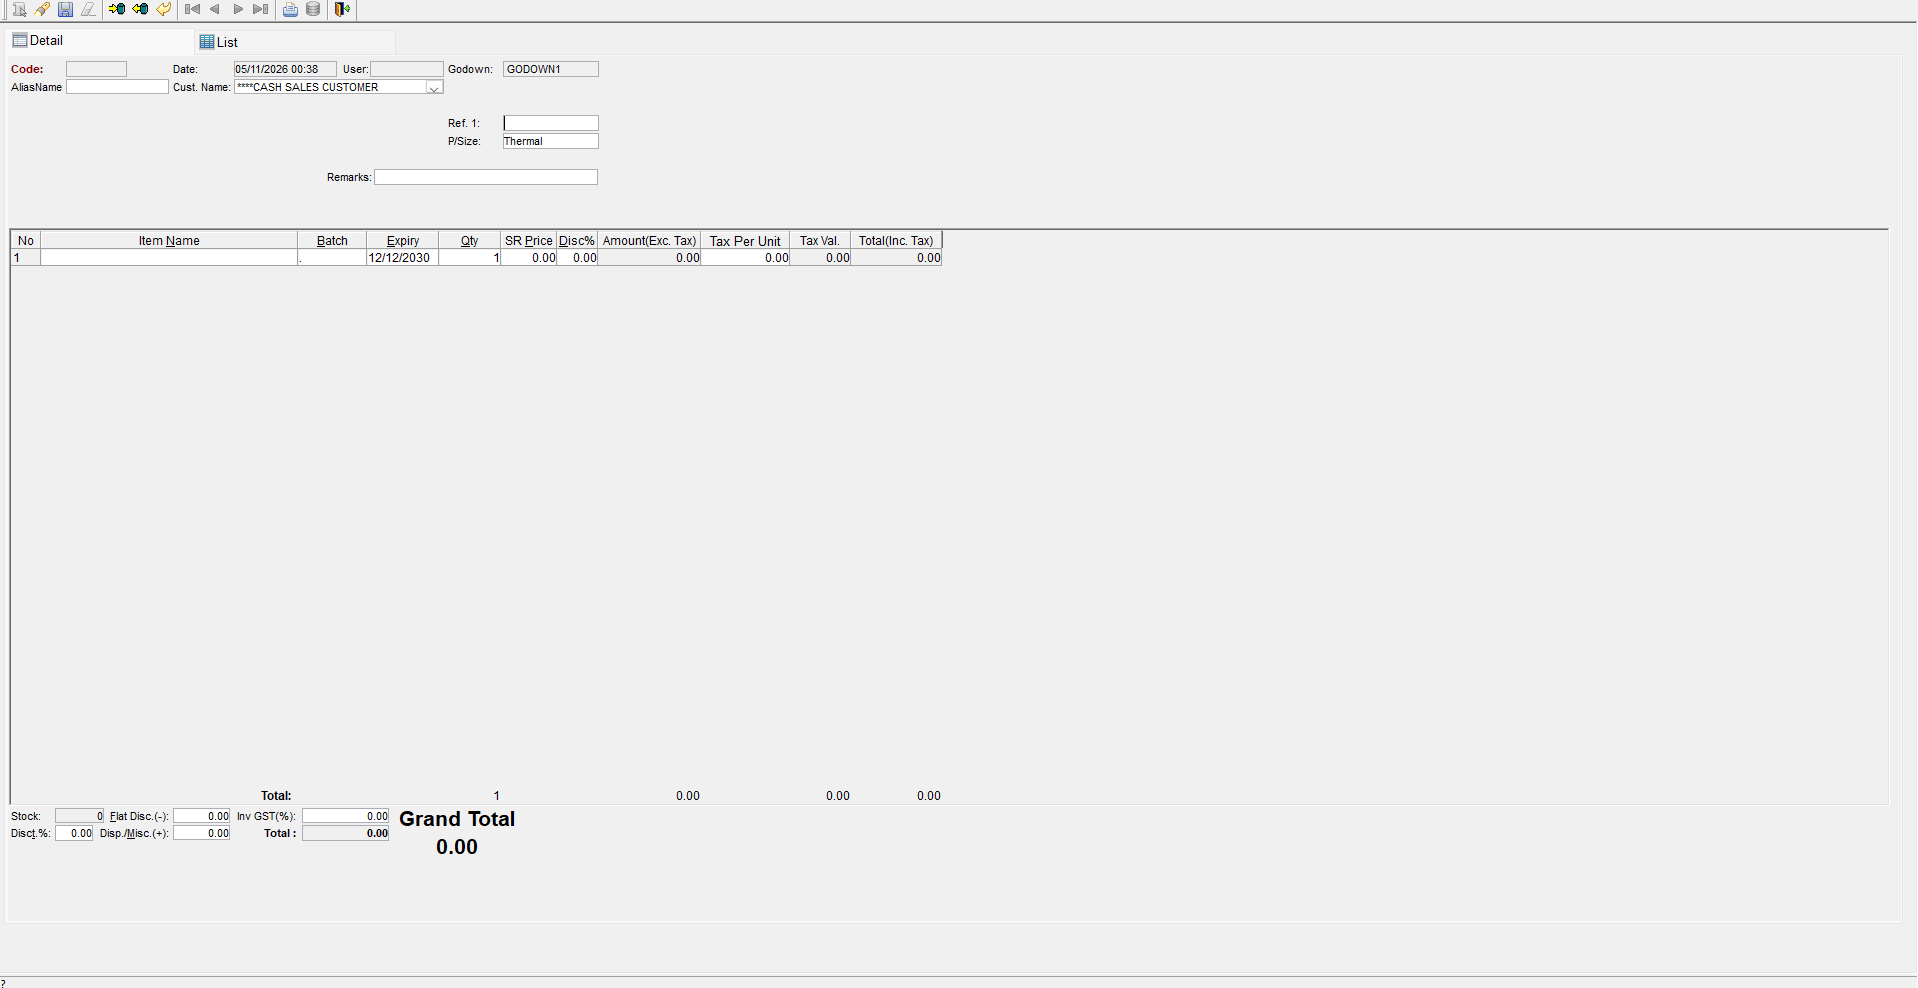 Detail
List
Code: Date: 05/11/2026 00:38 User: Godown: GODOWN1
AliasName Cust. Name: ****CASH SALES CUSTOMER
Ref. 1:
P/Size: Thermal
Remarks:
No Item Name Batch Expiry Qty SR Price Disc% Amount(Exc. Tax) Tax Per Unit Tax Val. Total(Inc. Tax)
1 . 12/12/2030 1 0.00 0.00 0.00 0.00 0.00 0.00
Total: 1 0.00 0.00 0.00
Stock: 0 Flat Disc.(-): 0.00 Inv GST(%): 0.00 Grand Total
Disct.%: 0.00 Disp./Misc.(+): 0.00 Total : 0.00
0.00
?